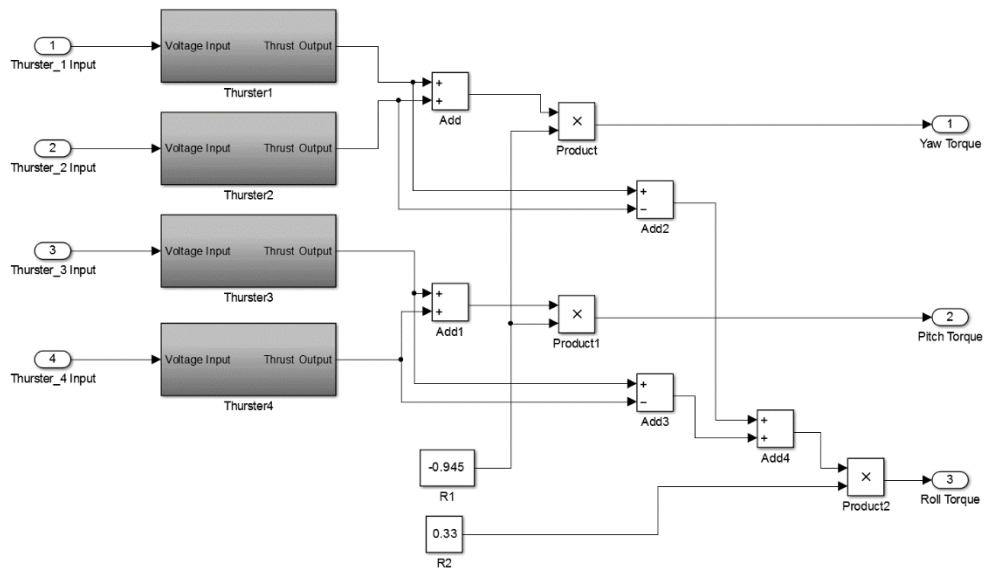 1
Thurster_1 Input
Voltage Input Thrust Output
Thurster1
+
+
Add
×
Product
1
Yaw Torque
2
Thurster_2 Input
Voltage Input Thrust Output
Thurster2
+
−
Add2
3
Thurster_3 Input
Voltage Input Thrust Output
Thurster3
+
+
Add1
×
Product1
2
Pitch Torque
4
Thurster_4 Input
Voltage Input Thrust Output
Thurster4
+
−
Add3
+
+
Add4
-0.945
R1
×
Product2
3
Roll Torque
0.33
R2